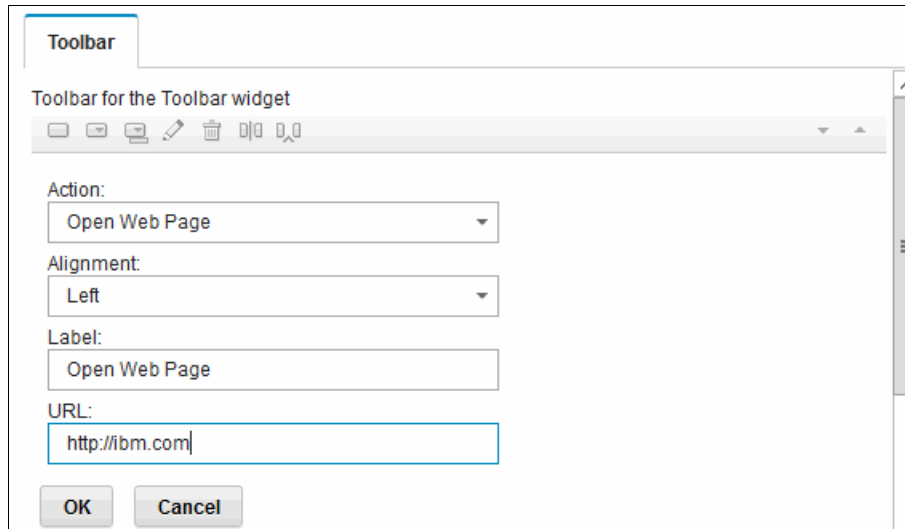 Toolbar
Toolbar for the Toolbar widget
Action:
Open Web Page
Alignment:
Left
Label:
Open Web Page
URL:
http://ibm.com
OK Cancel